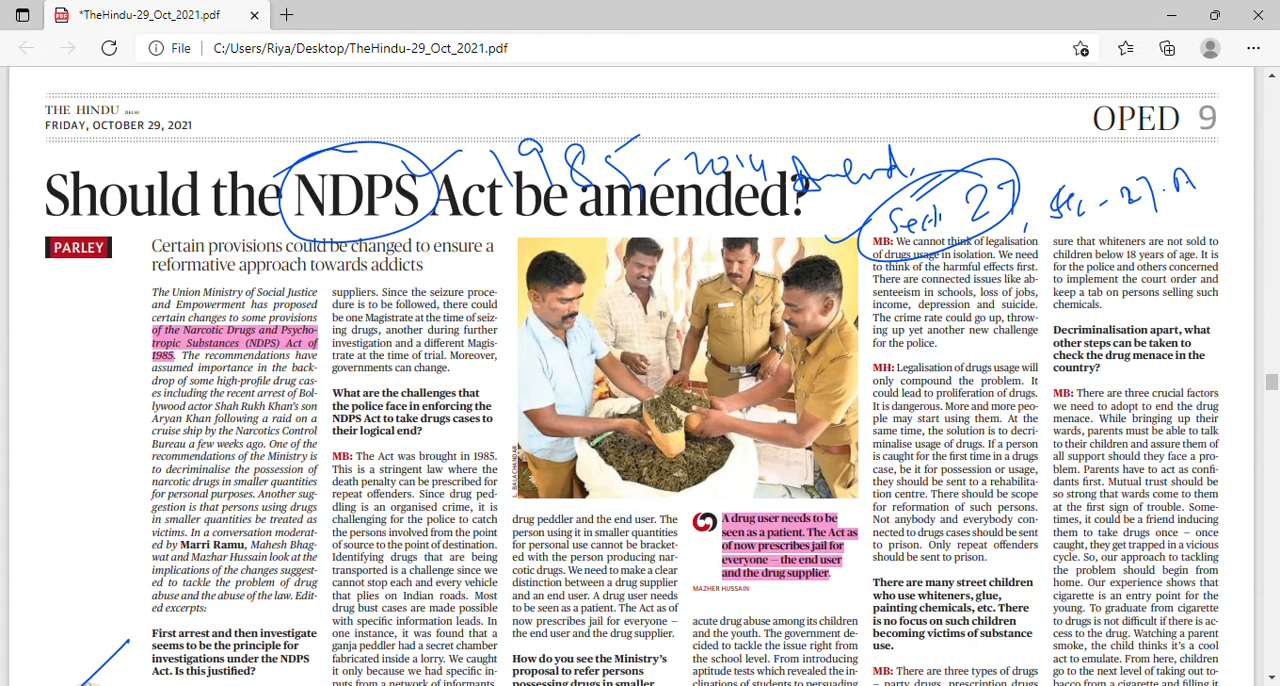 *TheHindu-29_Oct_2021.pdf
File
C:/Users/Riya/Desktop/TheHindu-29_Oct_2021.pdf
THE HINDU
FRIDAY, OCTOBER 29, 2021
OPED 9
1985 - 2014 Amend.
Should the NDPS Act be amended?
Sect. 27, Sec - 27. A
PARLEY
Certain provisions could be changed to ensure a
reformative approach towards addicts
The Union Ministry of Social Justice
and Empowerment has proposed
certain changes to some provisions
of the Narcotic Drugs and Psycho-
tropic Substances (NDPS) Act of
1985. The recommendations have
assumed importance in the back-
drop of some high-profile drug cas-
es including the recent arrest of Bol-
lywood actor Shah Rukh Khan's son
Aryan Khan following a raid on a
cruise ship by the Narcotics Control
Bureau a few weeks ago. One of the
recommendations of the Ministry is
to decriminalise the possession of
narcotic drugs in smaller quantities
for personal purposes. Another sug-
gestion is that persons using drugs
in smaller quantities be treated as
victims. In a conversation moderat-
ed by Marri Ramu, Mahesh Bhag-
wat and Mazhar Hussain look at the
implications of the changes suggest-
ed to tackle the problem of drug
abuse and the abuse of the law. Edit-
ed excerpts:
First arrest and then investigate
seems to be the principle for
investigations under the NDPS
Act. Is this justified?
suppliers. Since the seizure proce-
dure is to be followed, there could
be one Magistrate at the time of seiz-
ing drugs, another during further
investigation and a different Magis-
trate at the time of trial. Moreover,
governments can change.
What are the challenges that
the police face in enforcing the
NDPS Act to take drugs cases to
their logical end?
MB: The Act was brought in 1985.
This is a stringent law where the
death penalty can be prescribed for
repeat offenders. Since drug ped-
dling is an organised crime, it is
challenging for the police to catch
the persons involved from the point
of source to the point of destination.
Identifying drugs that are being
transported is a challenge since we
cannot stop each and every vehicle
that plies on Indian roads. Most
drug bust cases are made possible
with specific information leads. In
one instance, it was found that a
ganja peddler had a secret chamber
fabricated inside a lorry. We caught
it only because we had specific in-
puts from a network of informants.
L. BALACHANDAR
drug peddler and the end user. The
person using it in smaller quantities
for personal use cannot be bracket-
ed with the person producing nar-
cotic drugs. We need to make a clear
distinction between a drug supplier
and an end user. A drug user needs
to be seen as a patient. The Act as of
now prescribes jail for everyone —
the end user and the drug supplier.
How do you see the Ministry's
proposal to refer persons
possessing drugs in smaller
A drug user needs to be
seen as a patient. The Act as
of now prescribes jail for
everyone — the end user
and the drug supplier.
MAZHER HUSSAIN
acute drug abuse among its children
and the youth. The government de-
cided to tackle the issue right from
the school level. From introducing
aptitude tests which revealed the in-
clinations of students to persuading
MB: We cannot think of legalisation
of drugs usage in isolation. We need
to think of the harmful effects first.
There are connected issues like ab-
senteeism in schools, loss of jobs,
income, depression and suicide.
The crime rate could go up, throw-
ing up yet another new challenge
for the police.
MH: Legalisation of drugs usage will
only compound the problem. It
could lead to proliferation of drugs.
It is dangerous. More and more peo-
ple may start using them. At the
same time, the solution is to decri-
minalise usage of drugs. If a person
is caught for the first time in a drugs
case, be it for possession or usage,
they should be sent to a rehabilita-
tion centre. There should be scope
for reformation of such persons.
Not anybody and everybody con-
nected to drugs cases should be sent
to prison. Only repeat offenders
should be sent to prison.
There are many street children
who use whiteners, glue,
painting chemicals, etc. There
is no focus on such children
becoming victims of substance
use.
MB: There are three types of drugs
– party drugs, prescription drugs
sure that whiteners are not sold to
children below 18 years of age. It is
for the police and others concerned
to implement the court order and
keep a tab on persons selling such
chemicals.
Decriminalisation apart, what
other steps can be taken to
check the drug menace in the
country?
MB: There are three crucial factors
we need to adopt to end the drug
menace. While bringing up their
wards, parents must be able to talk
to their children and assure them of
all support should they face a pro-
blem. Parents have to act as confi-
dants first. Mutual trust should be
so strong that wards come to them
at the first sign of trouble. Some-
times, it could be a friend inducing
them to take drugs once – once
caught, they get trapped in a vicious
cycle. So, our approach to tackling
the problem should begin from
home. Our experience shows that
cigarette is an entry point for the
young. To graduate from cigarette
to drugs is not difficult if there is ac-
cess to the drug. Watching a parent
smoke, the child thinks it's a cool
act to emulate. From here, children
go to the next level of taking out to-
bacco from a cigarette and filling it